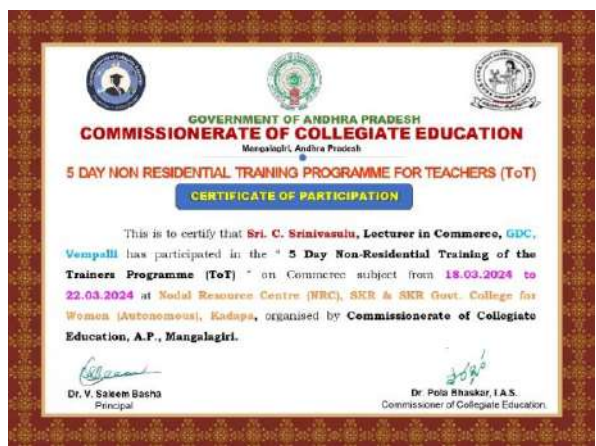 GOVERNMENT OF ANDHRA PRADESH
COMMISSIONERATE OF COLLEGIATE EDUCATION
Mangalagiri, Andhra Pradesh
5 DAY NON RESIDENTIAL TRAINING PROGRAMME FOR TEACHERS (ToT)
CERTIFICATE OF PARTICIPATION
This is to certify that Sri. C. Srinivasulu, Lecturer in Commerce, GDC,
Vempalli has participated in the " 5 Day Non-Residential Training of the
Trainers Programme (ToT) " on Commerce subject from 18.03.2024 to
22.03.2024 at Nodal Resource Centre (NRC), SKR & SKR Govt. College for
Women (Autonomous), Kadapa, organised by Commissionerate of Collegiate
Education, A.P., Mangalagiri.
Dr. V. Saleem Basha
Principal
Dr. Pola Bhaskar, I.A.S.
Commissioner of Collegiate Education.